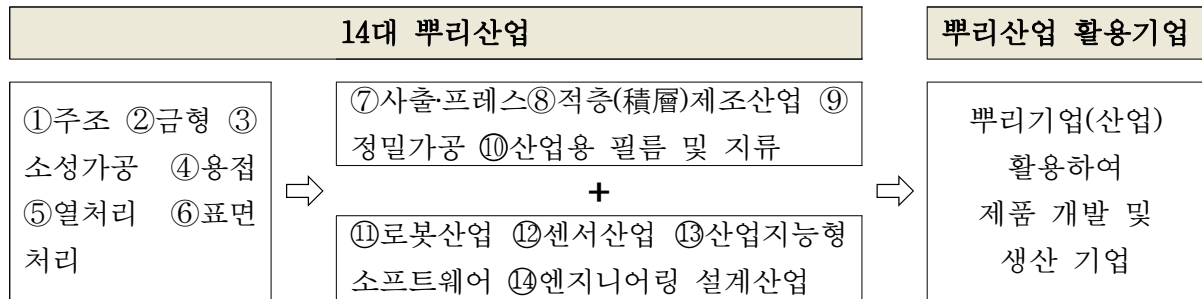 14대 뿌리산업
뿌리산업 활용기업
①주조 ②금형 ③
소성가공 ④용접
⑤열처리 ⑥표면
처리
⑦사출·프레스⑧적층(積層)제조산업 ⑨
정밀가공 ⑩산업용 필름 및 지류
+
⑪로봇산업 ⑫센서산업 ⑬산업지능형
소프트웨어 ⑭엔지니어링 설계산업
뿌리기업(산업)
활용하여
제품 개발 및
생산 기업